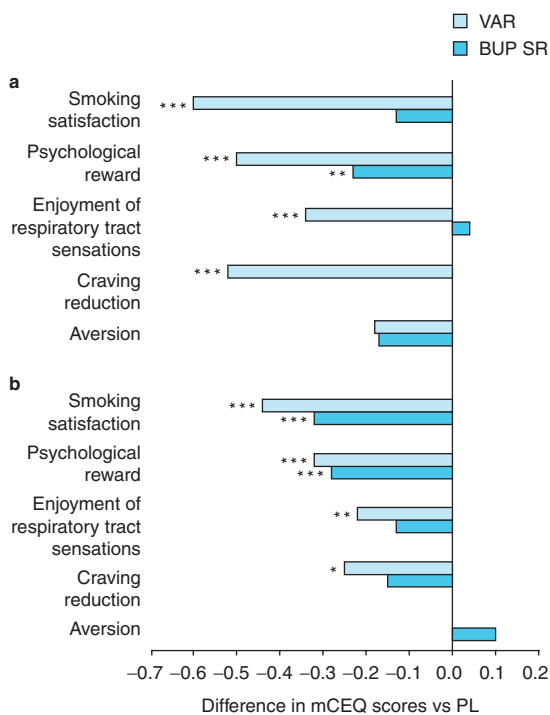 VAR
BUP SR
a
Smoking
satisfaction
***
Psychological
reward
***
**
Enjoyment of
respiratory tract
sensations
***
Craving
reduction
***
Aversion
b
Smoking
satisfaction
***
***
Psychological
reward
***
***
Enjoyment of
respiratory tract
sensations
**
Craving
reduction
*
Aversion
–0.7 –0.6 –0.5 –0.4 –0.3 –0.2 –0.1 0.0 0.1 0.2
Difference in mCEQ scores vs PL